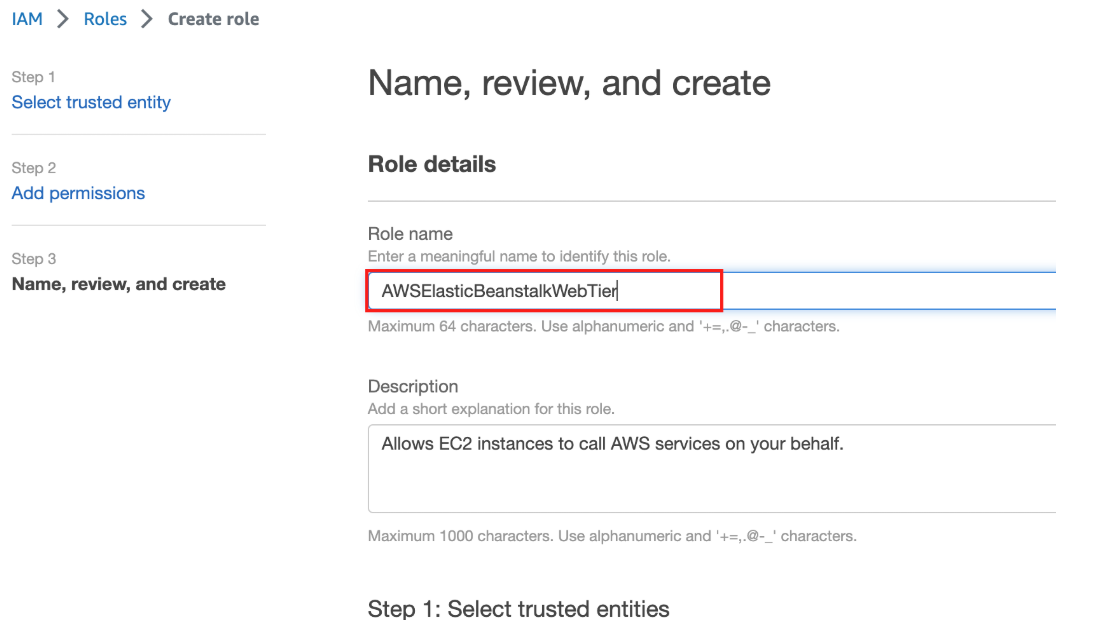 IAM > Roles > Create role
Step 1
Select trusted entity
Step 2
Add permissions
Step 3
Name, review, and create
Name, review, and create
Role details
Role name
Enter a meaningful name to identify this role.
AWSElasticBeanstalkWebTier
Maximum 64 characters. Use alphanumeric and '+=,.@-_' characters.
Description
Add a short explanation for this role.
Allows EC2 instances to call AWS services on your behalf.
Maximum 1000 characters. Use alphanumeric and '+=,.@-_' characters.
Step 1: Select trusted entities